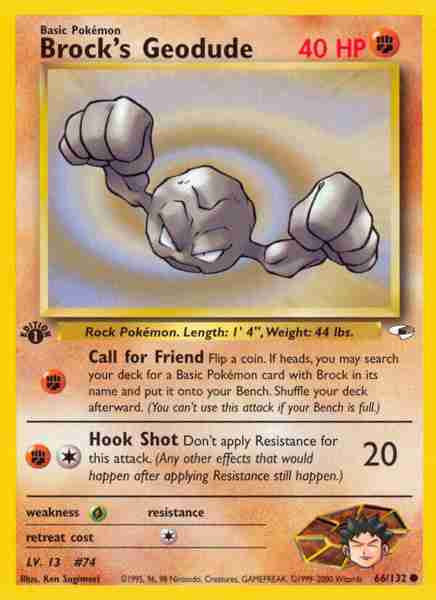 Basic Pokémon
Brock's Geodude 40 HP
EDITION
1
Rock Pokémon. Length: 1' 4", Weight: 44 lbs.
Call for Friend Flip a coin. If heads, you may search
your deck for a Basic Pokémon card with Brock in its
name and put it onto your Bench. Shuffle your deck
afterward. (You can't use this attack if your Bench is full.)
Hook Shot Don't apply Resistance for
this attack. (Any other effects that would
happen after applying Resistance still happen.)
20
weakness resistance
retreat cost
LV. 13 #74
Illus. Ken Sugimori ©1995, 96, 98 Nintendo, Creatures, GAMEFREAK. ©1999-2000 Wizards. 66/132